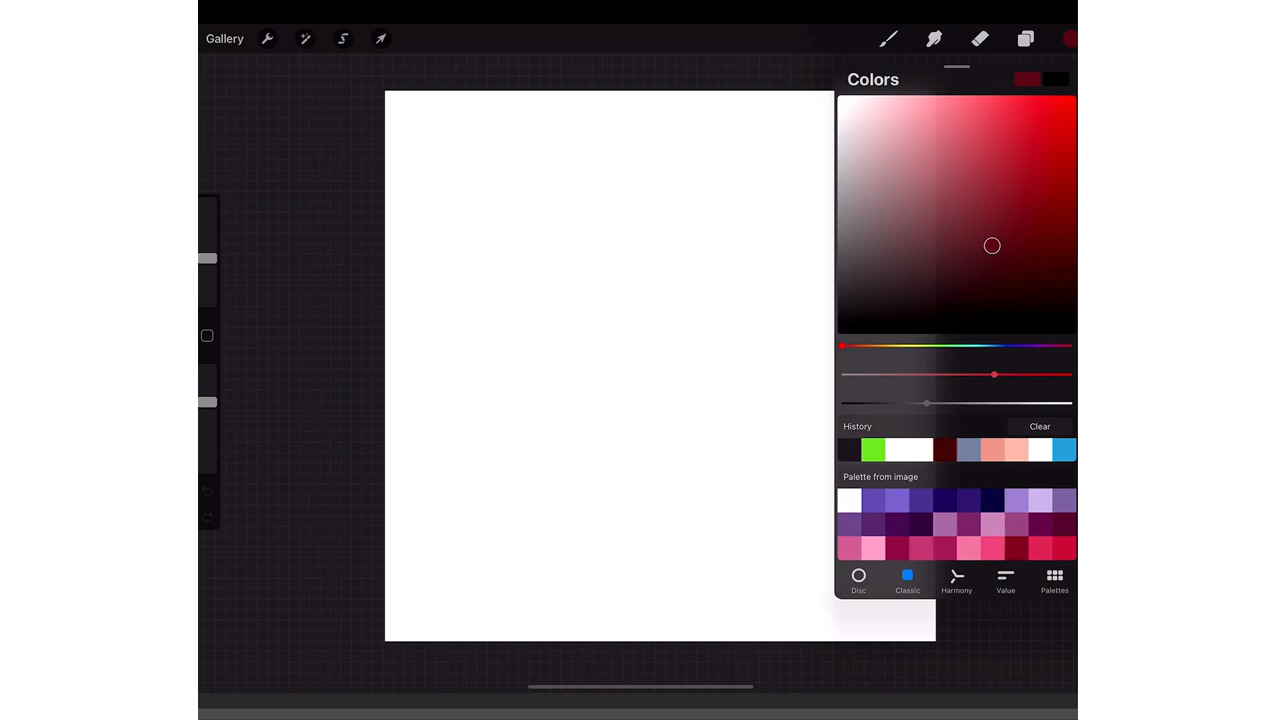 Gallery
Colors
History Clear
Palette from image
Disc Classic Harmony Value Palettes